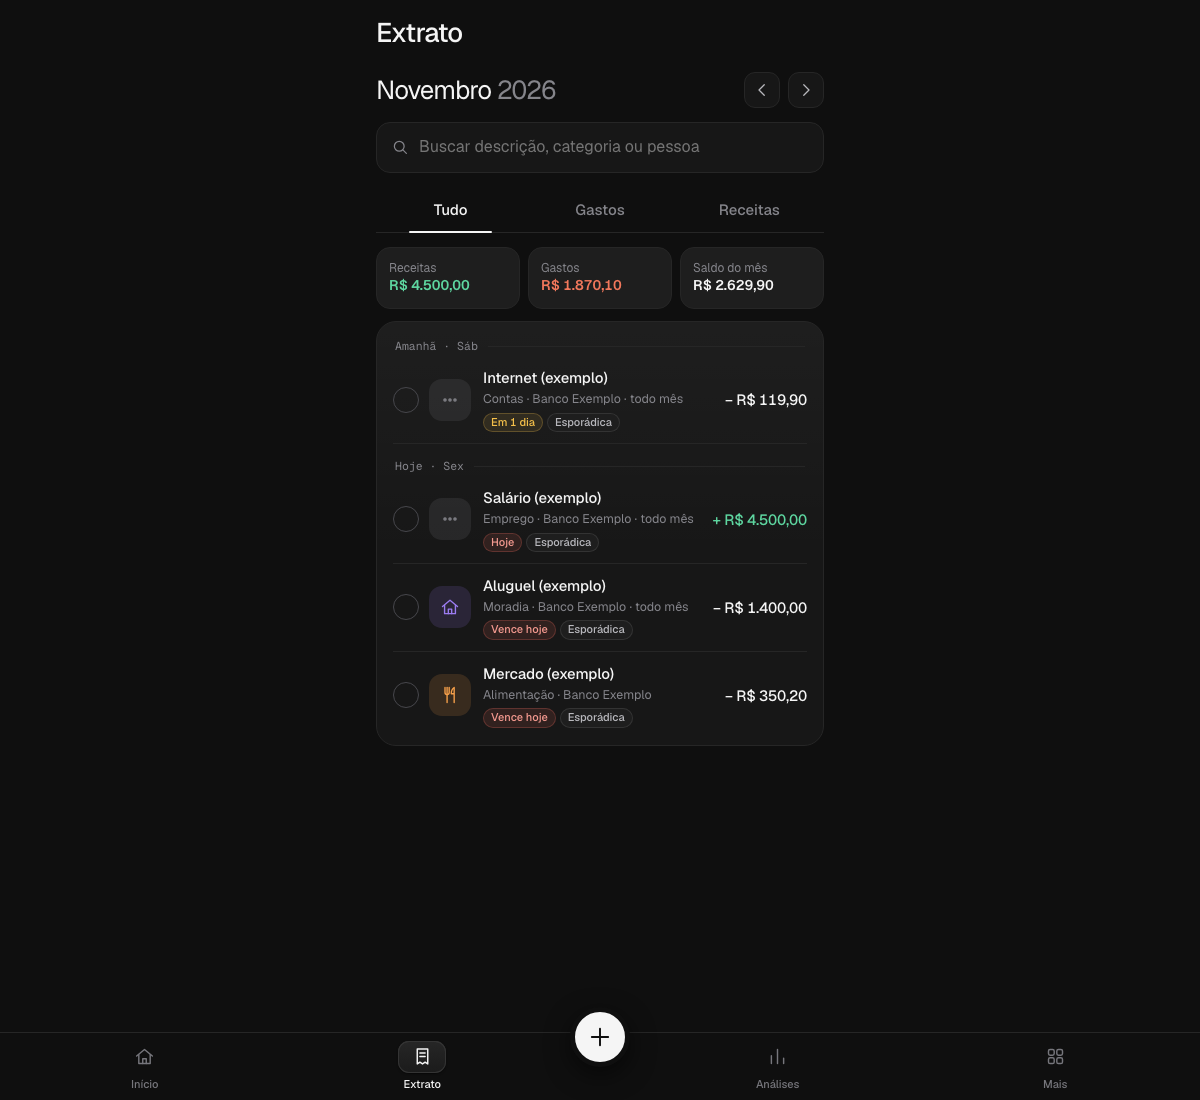 Extrato
Novembro 2026
Buscar descrição, categoria ou pessoa
Tudo Gastos Receitas
Receitas Gastos Saldo do mês
R$ 4.500,00 R$ 1.870,10 R$ 2.629,90
Amanhã · Sáb
Internet (exemplo)
Contas · Banco Exemplo · todo mês
– R$ 119,90
Em 1 dia Esporádica
Hoje · Sex
Salário (exemplo)
Emprego · Banco Exemplo · todo mês
+ R$ 4.500,00
Hoje Esporádica
Aluguel (exemplo)
Moradia · Banco Exemplo · todo mês
– R$ 1.400,00
Vence hoje Esporádica
Mercado (exemplo)
Alimentação · Banco Exemplo
– R$ 350,20
Vence hoje Esporádica
Início Extrato Análises Mais